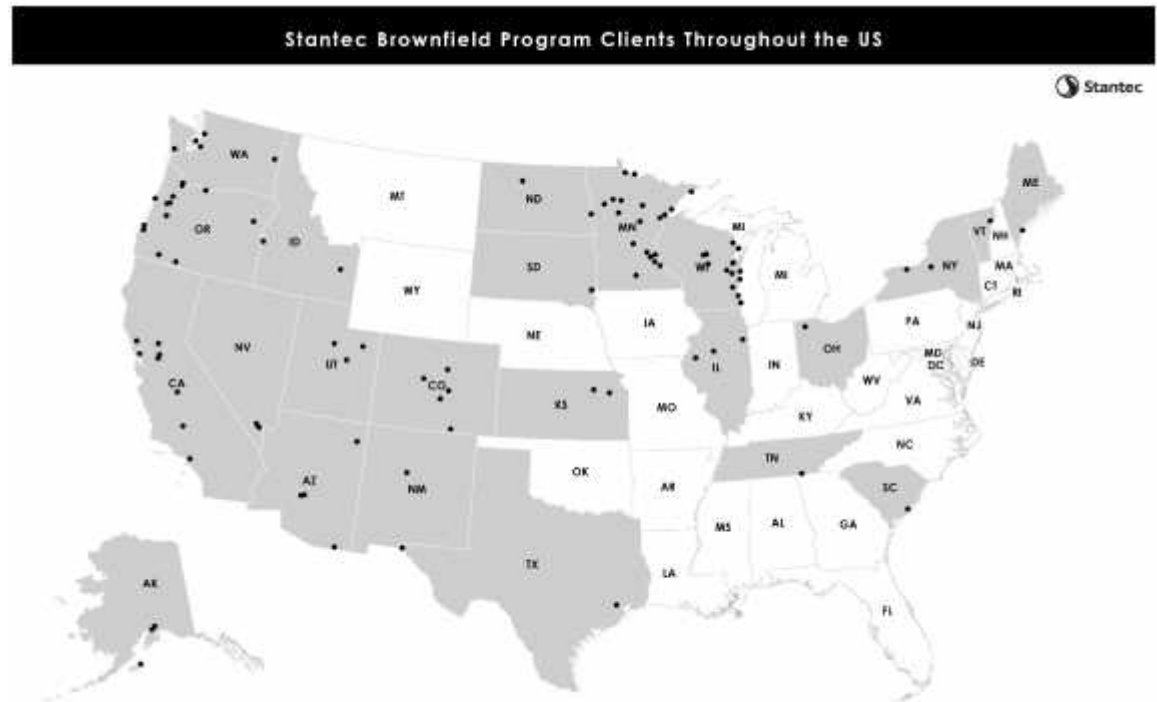 Stantec Brownfield Program Clients Throughout the US
Stantec
WA
MT
ND
ME
MN
VT
NH
OR
ID
MI
SD
WI
MI
NY
MA
CT
RI
WY
IA
PA
NE
NJ
NV
OH
UT
IL
IN
MD
DE
DC
CA
CO
WV
KS
MO
VA
KY
NC
TN
OK
AZ
NM
AR
SC
MS
AL
GA
TX
LA
AK
FL